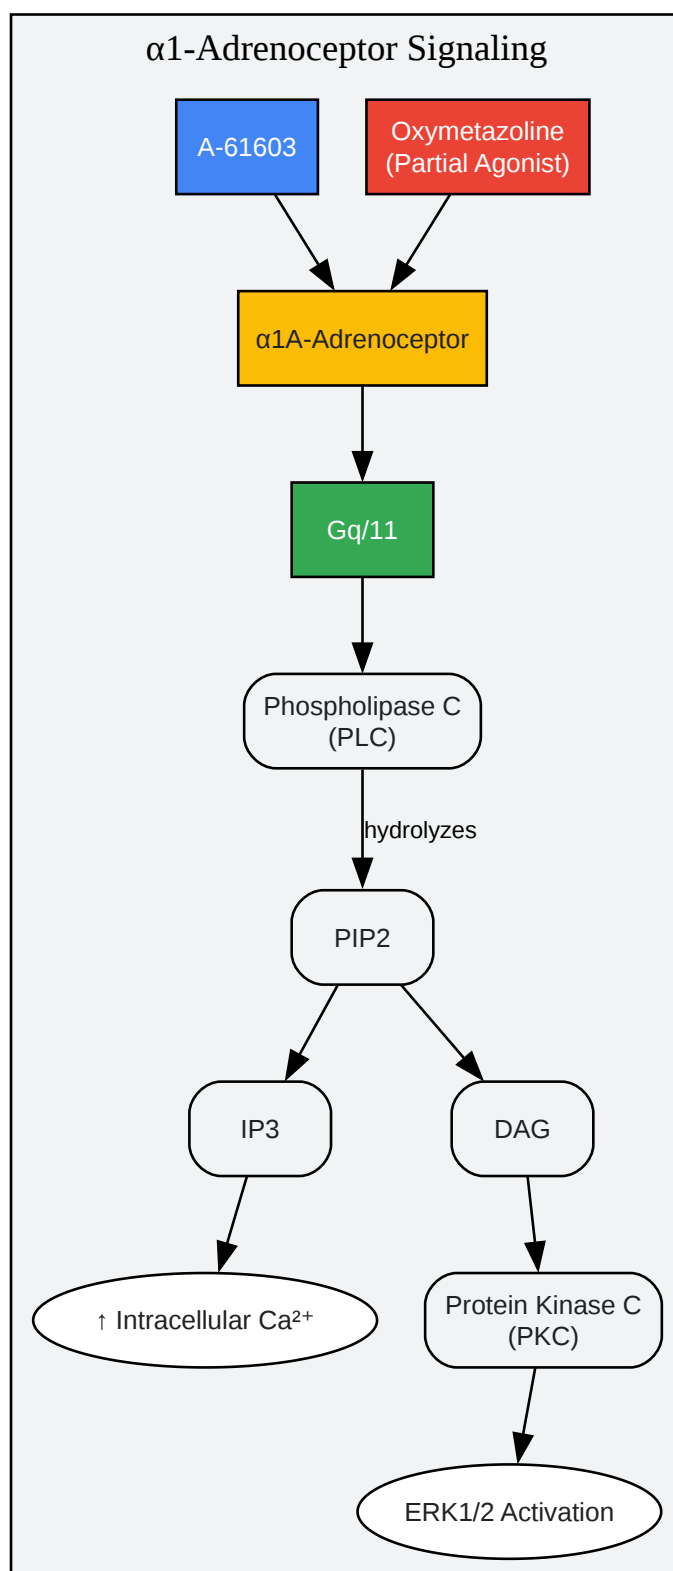 α1-Adrenoceptor Signaling
A-61603
Oxymetazoline
(Partial Agonist)
α1A-Adrenoceptor
Gq/11
Phospholipase C
(PLC)
hydrolyzes
PIP2
IP3
DAG
↑ Intracellular Ca²⁺
Protein Kinase C
(PKC)
ERK1/2 Activation